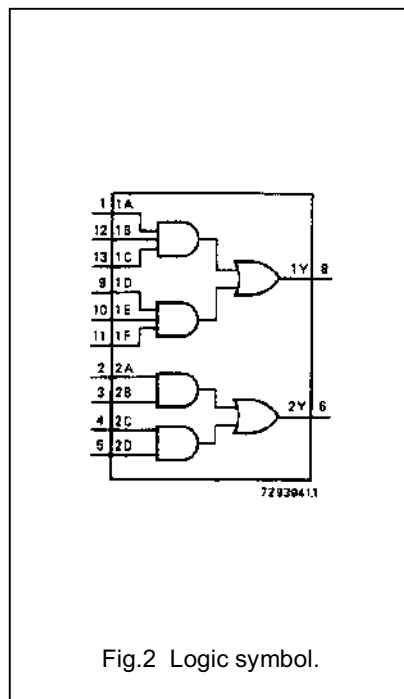 1 1A
12 1B
13 1C
9 1D
10 1E
11 1F
1Y 8
2 2A
3 2B
4 2C
5 2D
2Y 6
7293941.1
Fig.2 Logic symbol.